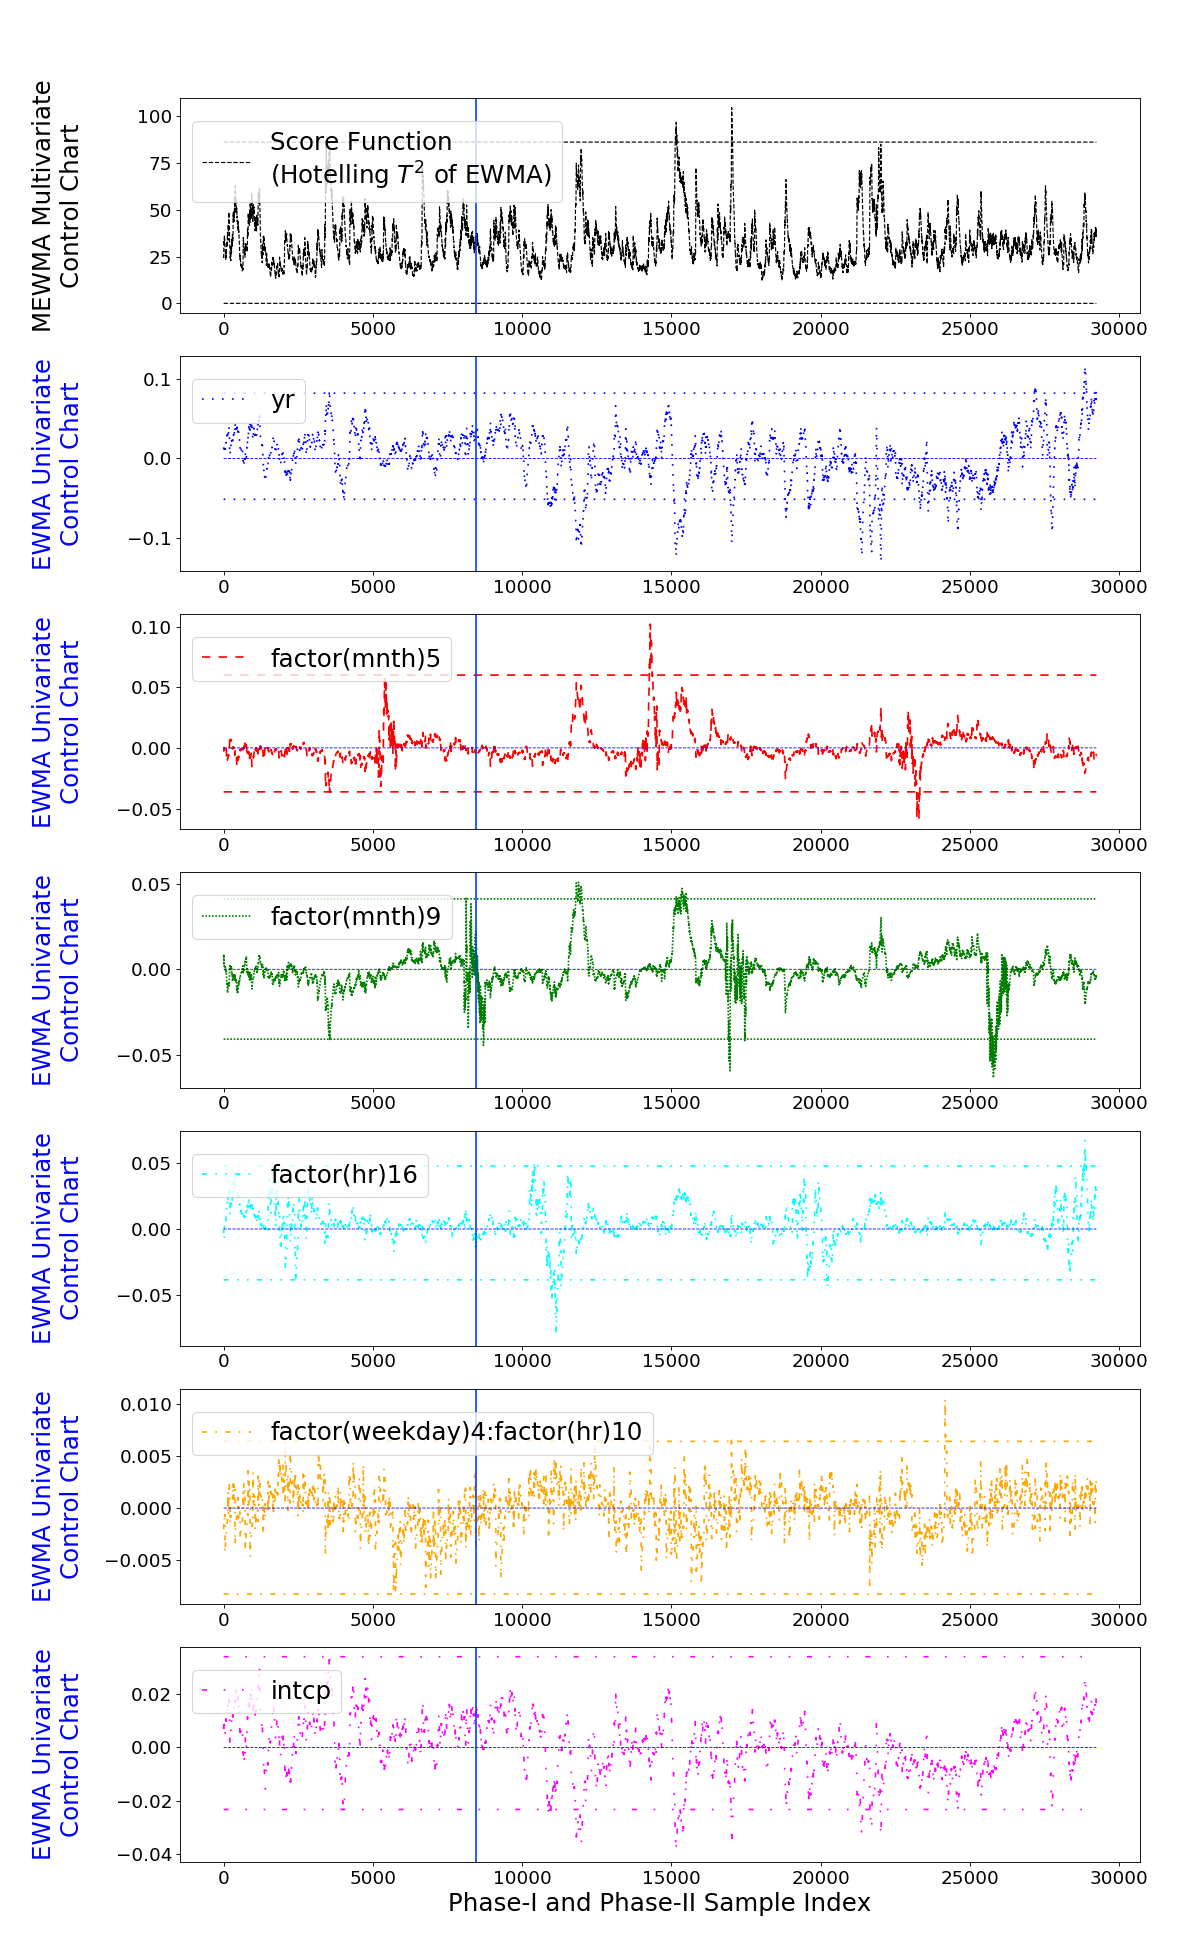 MEWMA Multivariate
Control Chart
100
75
50
25
0
Score Function
(Hotelling T² of EWMA)
0 5000 10000 15000 20000 25000 30000
EWMA Univariate
Control Chart
0.1
0.0
−0.1
yr
0 5000 10000 15000 20000 25000 30000
EWMA Univariate
Control Chart
0.10
0.05
0.00
−0.05
factor(mnth)5
0 5000 10000 15000 20000 25000 30000
EWMA Univariate
Control Chart
0.05
0.00
−0.05
factor(mnth)9
0 5000 10000 15000 20000 25000 30000
EWMA Univariate
Control Chart
0.05
0.00
−0.05
factor(hr)16
0 5000 10000 15000 20000 25000 30000
EWMA Univariate
Control Chart
0.010
0.005
0.000
−0.005
factor(weekday)4:factor(hr)10
0 5000 10000 15000 20000 25000 30000
EWMA Univariate
Control Chart
0.02
0.00
−0.02
−0.04
intcp
0 5000 10000 15000 20000 25000 30000
Phase-I and Phase-II Sample Index